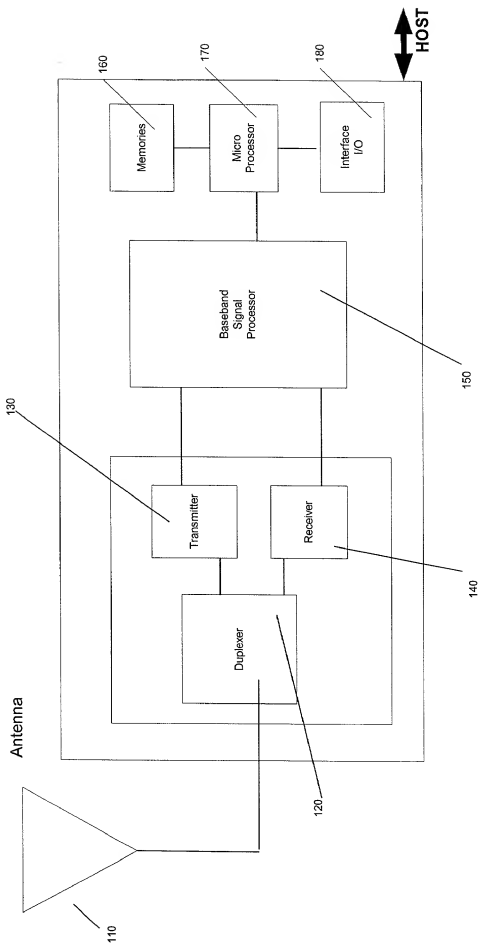 Antenna
110
120
Duplexer
130
Transmitter
Receiver
140
Baseband
Signal
Processor
150
160
Memories
170
Micro
Processor
180
Interface
I/O
HOST